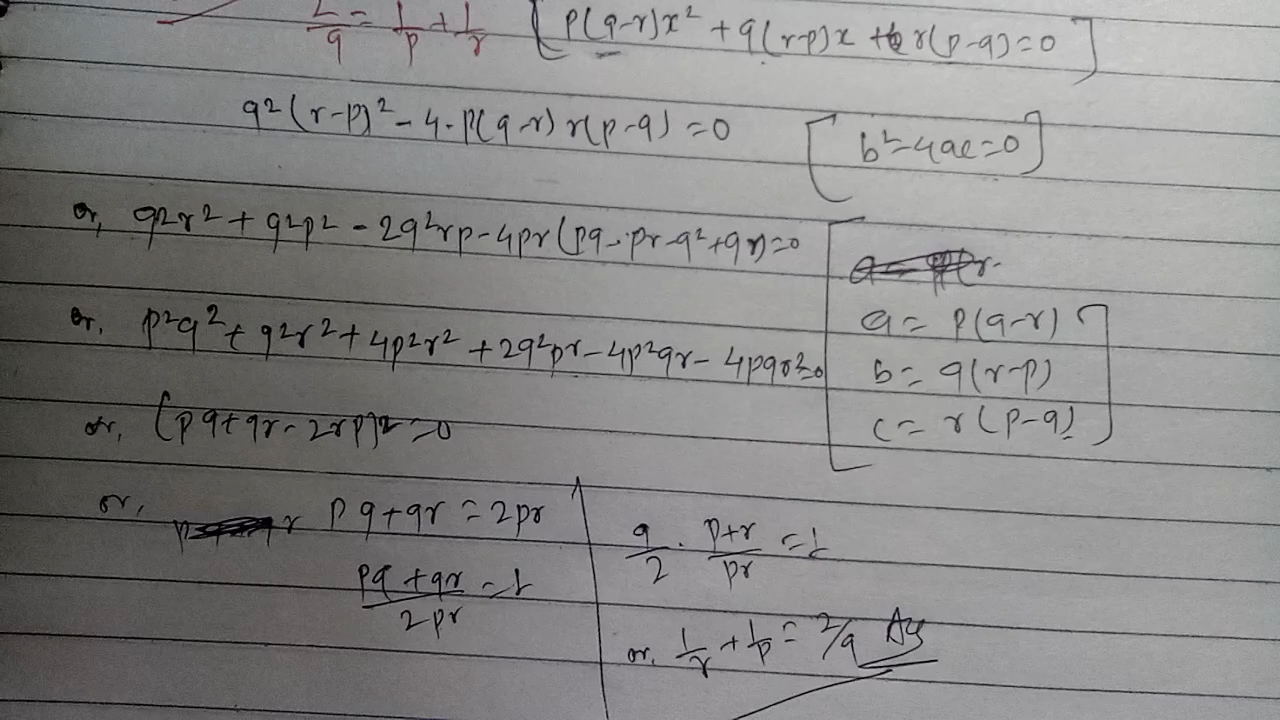 2/q = 1/p + 1/r [p(q-r)x² + q(r-p)x + r(p-q)=0]
q²(r-p)² - 4.p(q-r) r(p-q) = 0 [b²-4ac=0]
or, q²r² + q²p² - 2q²rp - 4pr(pq - pr - q² + qr)=0
or, p²q² + q²r² + 4p²r² + 2q²pr - 4p²qr - 4pqr²=0
a = p(q-r)
b = q(r-p)
c = r(p-q)
or, (pq+qr-2rp)²=0
or, pq+qr = 2pr
(pq+qr)/2pr = 1
q/2 . (p+r)/pr = 1
or, 1/r + 1/p = 2/q